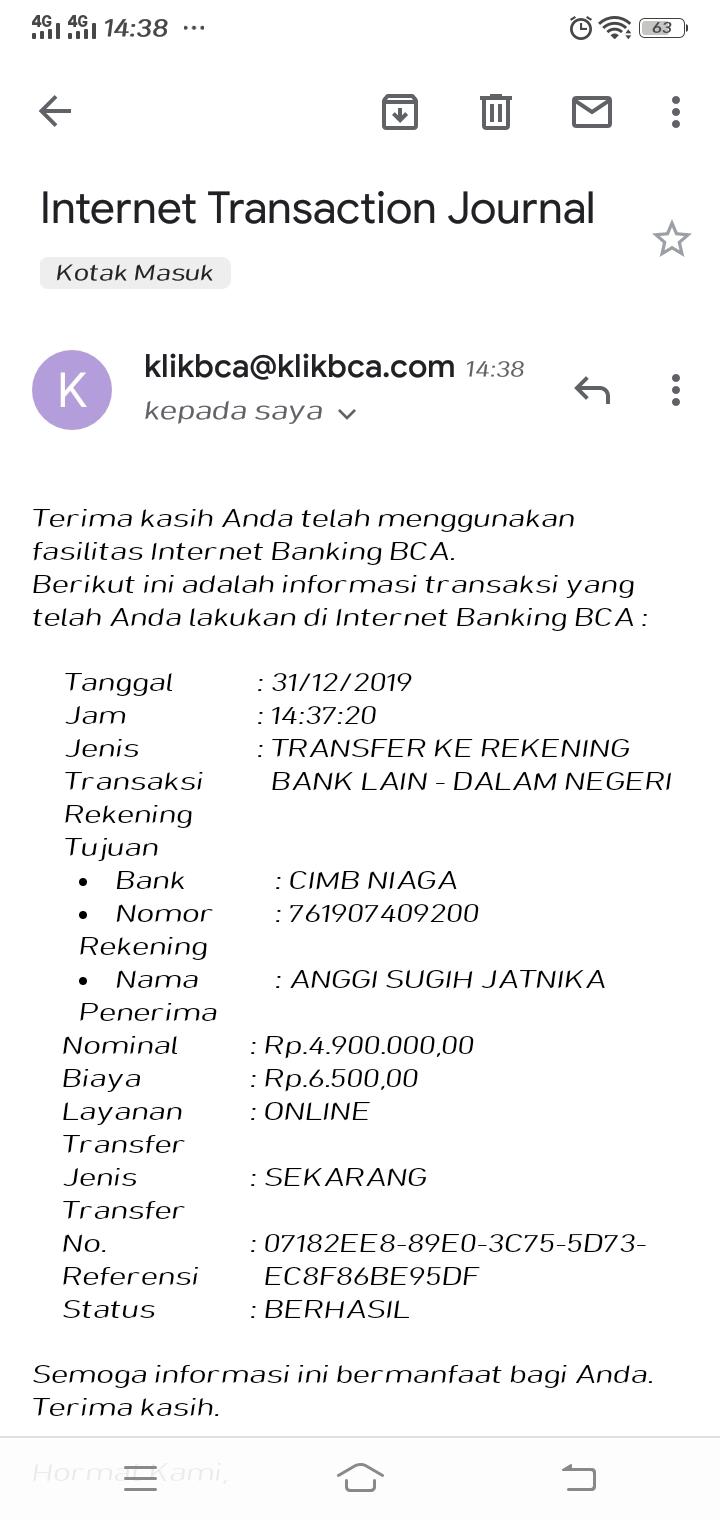 4G 4G 14:38 ... 63
Internet Transaction Journal
Kotak Masuk
K
klikbca@klikbca.com 14:38
kepada saya
Terima kasih Anda telah menggunakan
fasilitas Internet Banking BCA.
Berikut ini adalah informasi transaksi yang
telah Anda lakukan di Internet Banking BCA :
Tanggal : 31/12/2019
Jam : 14:37:20
Jenis : TRANSFER KE REKENING
Transaksi BANK LAIN - DALAM NEGERI
Rekening
Tujuan
• Bank : CIMB NIAGA
• Nomor : 761907409200
Rekening
• Nama : ANGGI SUGIH JATNIKA
Penerima
Nominal : Rp.4.900.000,00
Biaya : Rp.6.500,00
Layanan : ONLINE
Transfer
Jenis : SEKARANG
Transfer
No. : 07182EE8-89E0-3C75-5D73-
Referensi EC8F86BE95DF
Status : BERHASIL
Semoga informasi ini bermanfaat bagi Anda.
Terima kasih.
Hormat Kami,